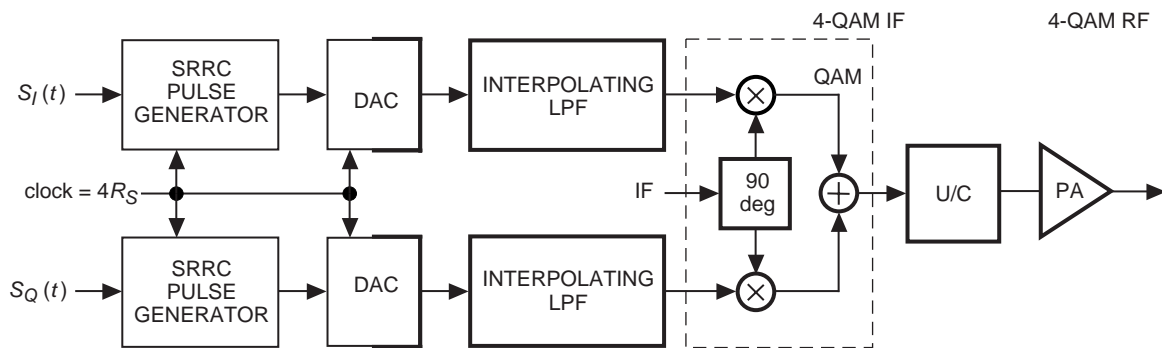 4-QAM IF
4-QAM RF
SRRC
PULSE
GENERATOR
DAC
INTERPOLATING
LPF
QAM
S_I (t)
×
clock = 4R_S
IF
90
deg
+
U/C
PA
S_Q (t)
SRRC
PULSE
GENERATOR
DAC
INTERPOLATING
LPF
×